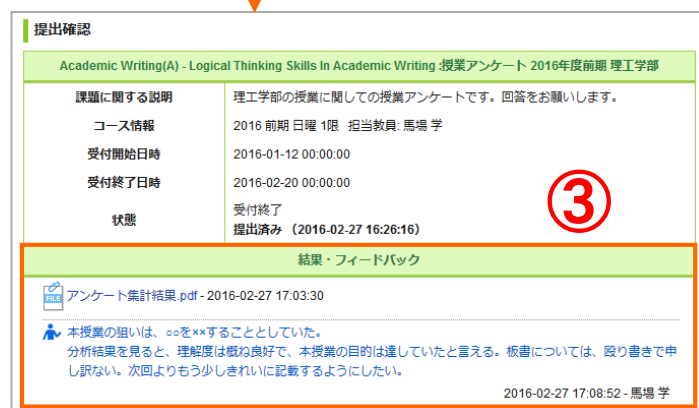 提出確認
Academic Writing(A) - Logical Thinking Skills In Academic Writing :授業アンケート 2016年度前期 理工学部
課題に関する説明 理工学部の授業に関しての授業アンケートです。回答をお願いします。
コース情報 2016 前期 日曜 1限 担当教員: 馬場 学
受付開始日時 2016-01-12 00:00:00
受付終了日時 2016-02-20 00:00:00
状態 受付終了
提出済み （2016-02-27 16:26:16）
③
結果・フィードバック
FILE アンケート集計結果.pdf - 2016-02-27 17:03:30
本授業の狙いは、○○を××することとしていた。
分析結果を見ると、理解度は概ね良好で、本授業の目的は達していたと言える。板書については、殴り書きで申
し訳ない。次回よりもう少しきれいに記載するようにしたい。
2016-02-27 17:08:52 - 馬場 学